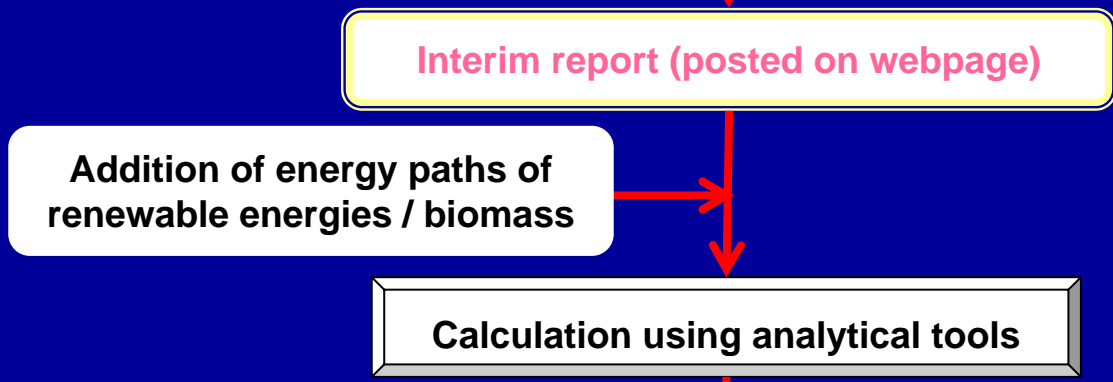 Interim report (posted on webpage)
Addition of energy paths of
renewable energies / biomass
Calculation using analytical tools